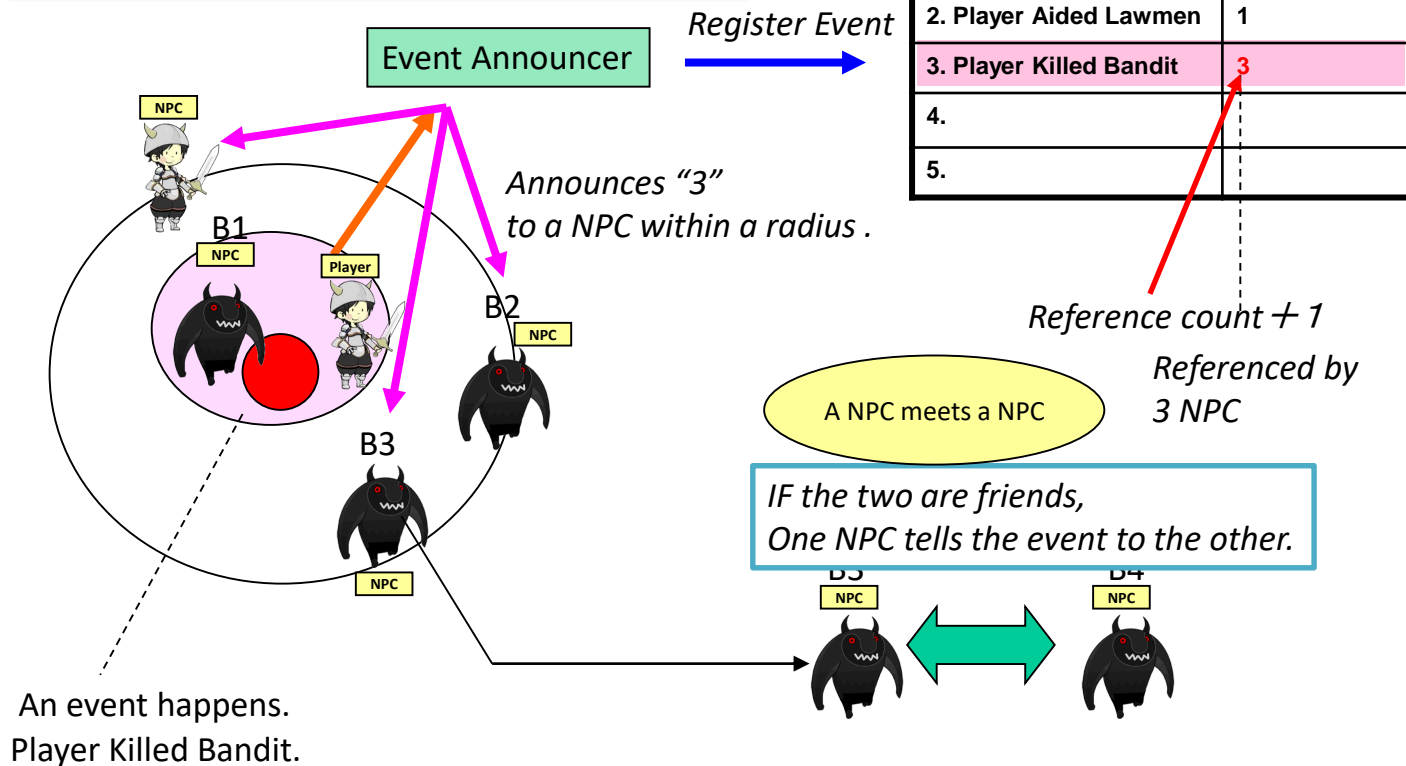 Register Event
2. Player Aided Lawmen 1
Event Announcer
3. Player Killed Bandit 3
4.
5.
NPC
Announces “3”
to a NPC within a radius .
B1
NPC
Player
B2
NPC
Reference count＋1
Referenced by
3 NPC
A NPC meets a NPC
B3
NPC
IF the two are friends,
One NPC tells the event to the other.
B3
NPC
B4
NPC
An event happens.
Player Killed Bandit.